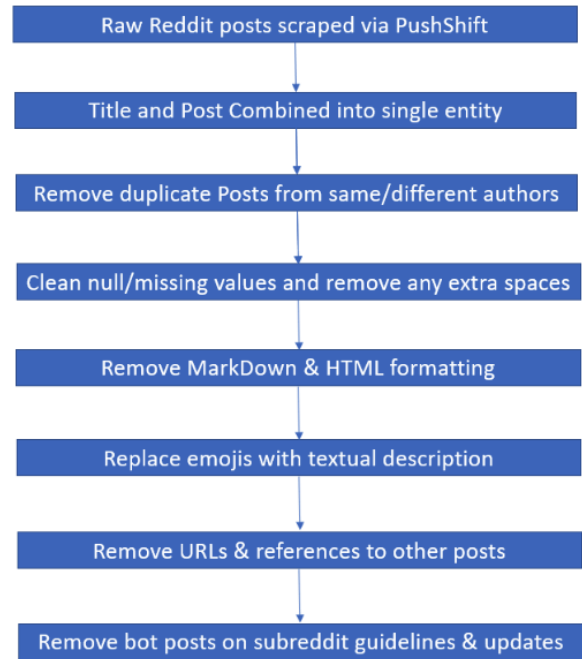 Raw Reddit posts scraped via PushShift
Title and Post Combined into single entity
Remove duplicate Posts from same/different authors
Clean null/missing values and remove any extra spaces
Remove MarkDown & HTML formatting
Replace emojis with textual description
Remove URLs & references to other posts
Remove bot posts on subreddit guidelines & updates